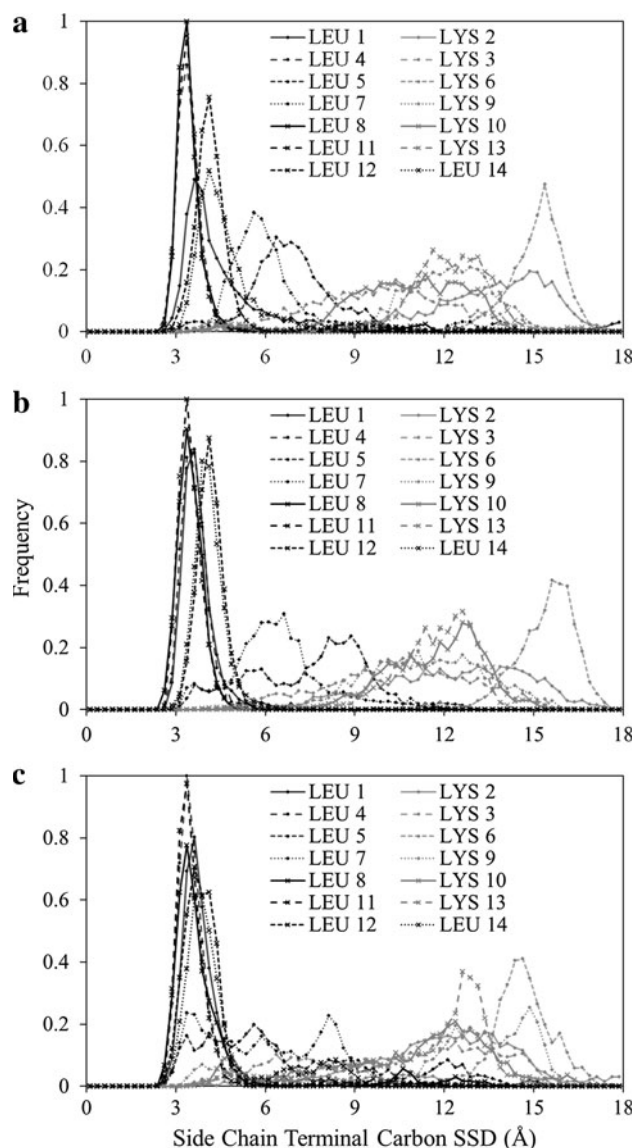 a
1
0.8
0.6
0.4
0.2
0
LEU 1 LYS 2
LEU 4 LYS 3
LEU 5 LYS 6
LEU 7 LYS 9
LEU 8 LYS 10
LEU 11 LYS 13
LEU 12 LEU 14
0 3 6 9 12 15 18
b
1
0.8
0.6
0.4
0.2
0
LEU 1 LYS 2
LEU 4 LYS 3
LEU 5 LYS 6
LEU 7 LYS 9
LEU 8 LYS 10
LEU 11 LYS 13
LEU 12 LEU 14
0 3 6 9 12 15 18
Frequency
c
1
0.8
0.6
0.4
0.2
0
LEU 1 LYS 2
LEU 4 LYS 3
LEU 5 LYS 6
LEU 7 LYS 9
LEU 8 LYS 10
LEU 11 LYS 13
LEU 12 LEU 14
0 3 6 9 12 15 18
Side Chain Terminal Carbon SSD (Å)